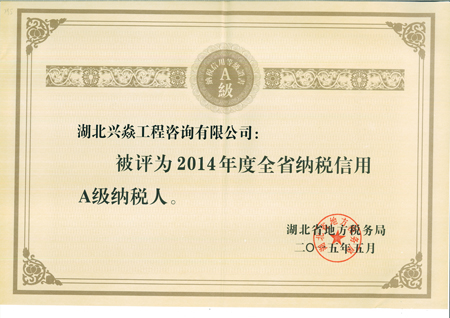 A
級
湖北兴焱工程咨询有限公司：
被评为2014年度全省纳税信用
A级纳税人。
湖北省地方税务局
二〇一五年五月